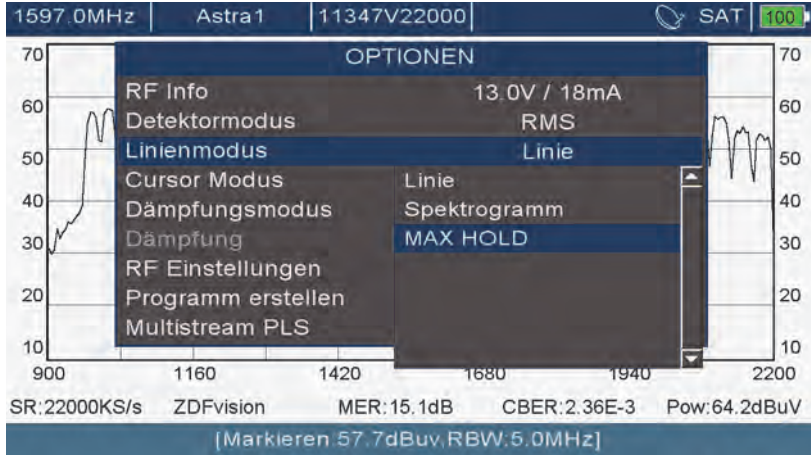 1597.0MHz Astra1 11347V22000 SAT 100
70 OPTIONEN 70
RF Info 13.0V / 18mA
60 60
Detektormodus RMS
Linienmodus Linie
50 50
Cursor Modus Linie
40 Dämpfungsmodus Spektrogramm 40
Dämpfung MAX HOLD
30 30
RF Einstellungen
20 Programm erstellen 20
Multistream PLS
10 10
900 1160 1420 1680 1940 2200
SR:22000KS/s ZDFvision MER:15.1dB CBER:2.36E-3 Pow:64.2dBuV
[Markieren:57.7dBuv,RBW:5.0MHz]